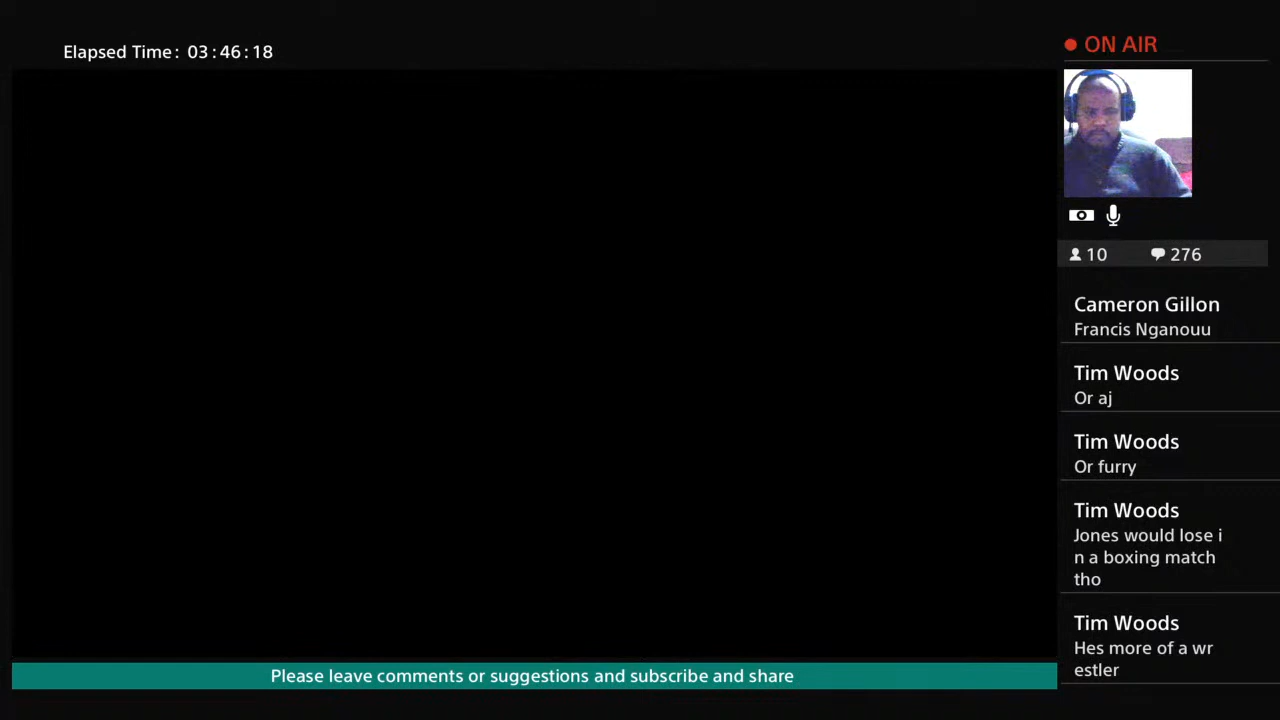 Elapsed Time: 03:46:18
ON AIR
10 276
Cameron Gillon
Francis Nganouu
Tim Woods
Or aj
Tim Woods
Or furry
Tim Woods
Jones would lose i
n a boxing match
tho
Tim Woods
Hes more of a wr
estler
Please leave comments or suggestions and subscribe and share